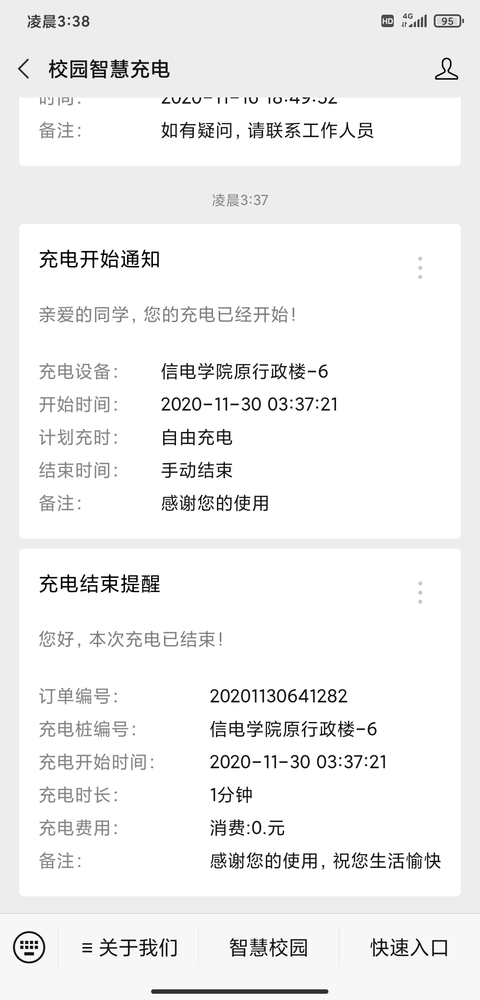 凌晨3:38
HD 4G 95
校园智慧充电
时间: 2020-11-16 18:49:52
备注: 如有疑问, 请联系工作人员
凌晨3:37
充电开始通知
亲爱的同学, 您的充电已经开始!
充电设备: 信电学院原行政楼-6
开始时间: 2020-11-30 03:37:21
计划充时: 自由充电
结束时间: 手动结束
备注: 感谢您的使用
充电结束提醒
您好, 本次充电已结束!
订单编号: 20201130641282
充电桩编号: 信电学院原行政楼-6
充电开始时间: 2020-11-30 03:37:21
充电时长: 1分钟
充电费用: 消费:0.元
备注: 感谢您的使用, 祝您生活愉快
关于我们 智慧校园 快速入口